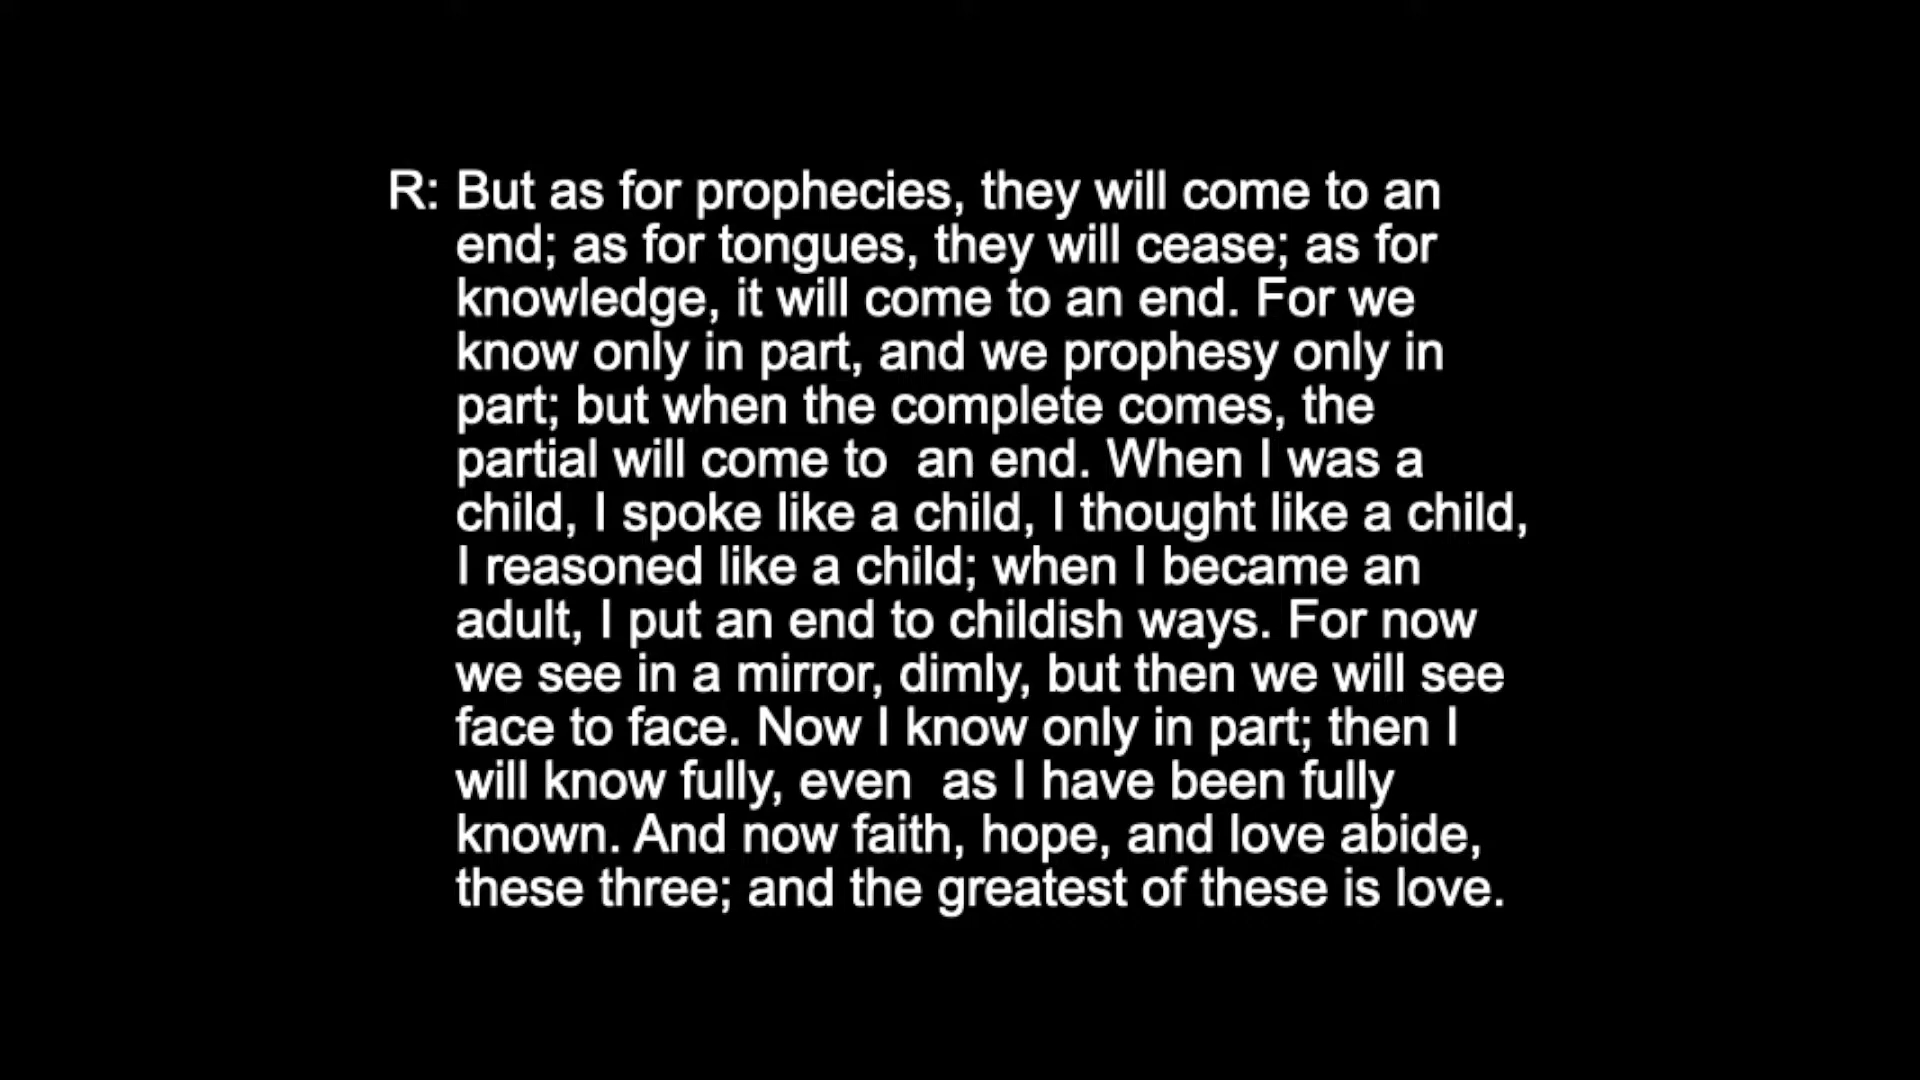 R: But as for prophecies, they will come to an
end; as for tongues, they will cease; as for
knowledge, it will come to an end. For we
know only in part, and we prophesy only in
part; but when the complete comes, the
partial will come to  an end. When I was a
child, I spoke like a child, I thought like a child,
I reasoned like a child; when I became an
adult, I put an end to childish ways. For now
we see in a mirror, dimly, but then we will see
face to face. Now I know only in part; then I
will know fully, even  as I have been fully
known. And now faith, hope, and love abide,
these three; and the greatest of these is love.